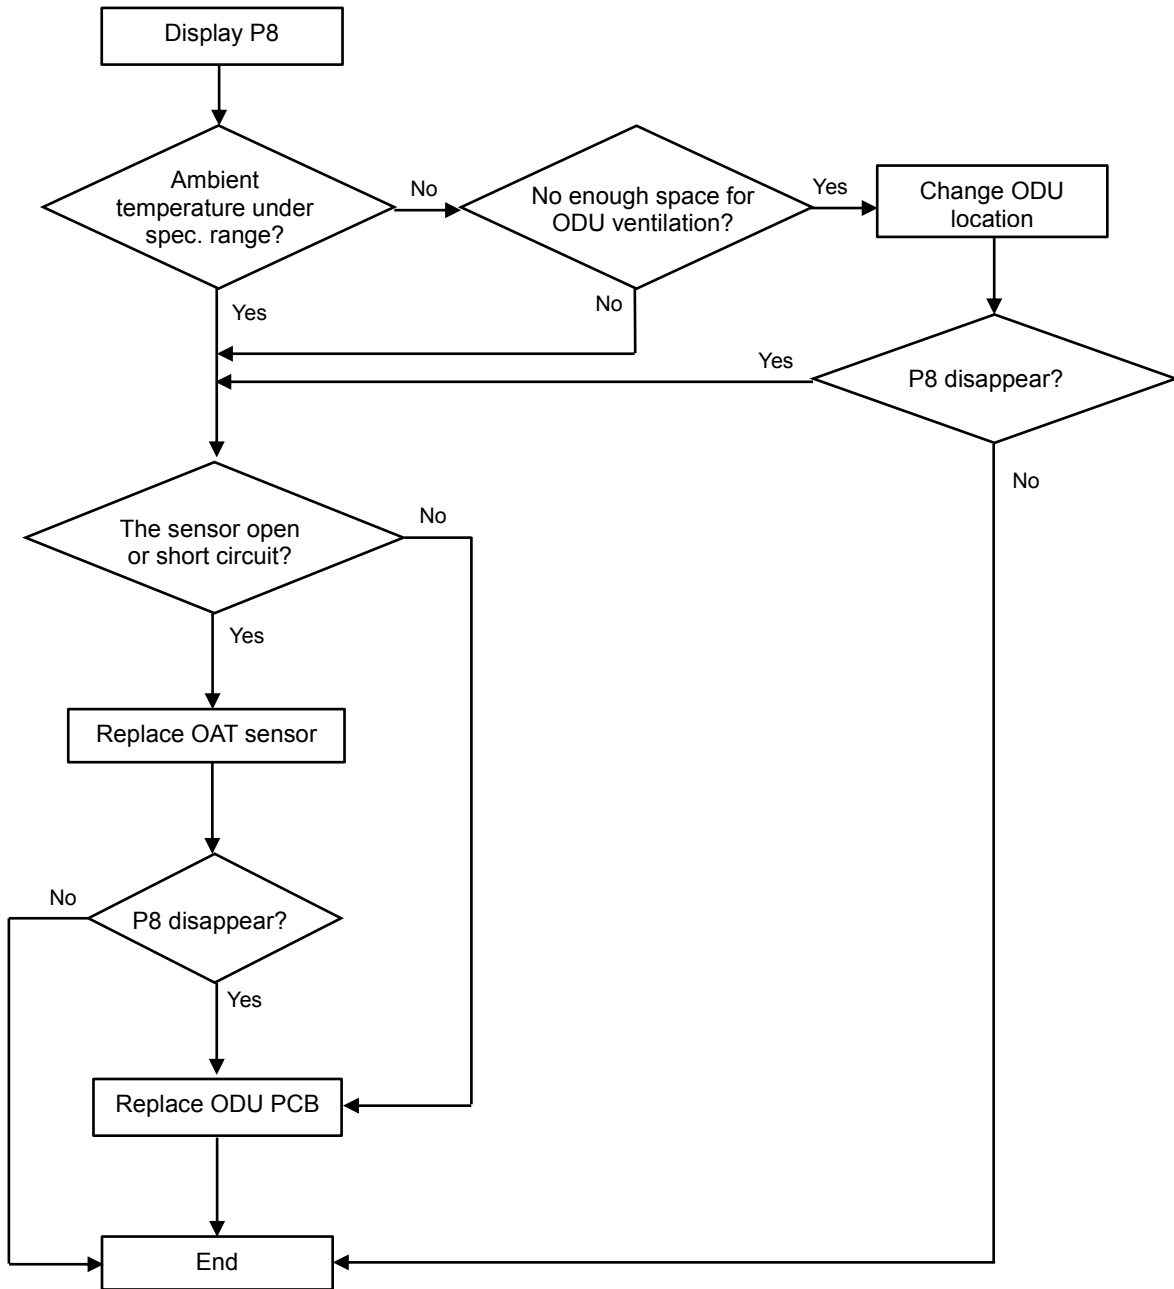 Display P8
Ambient
temperature under
spec. range?
No
No enough space for
ODU ventilation?
Yes
Change ODU
location
Yes
No
Yes
P8 disappear?
No
The sensor open
or short circuit?
No
Yes
Replace OAT sensor
No
P8 disappear?
Yes
Replace ODU PCB
End